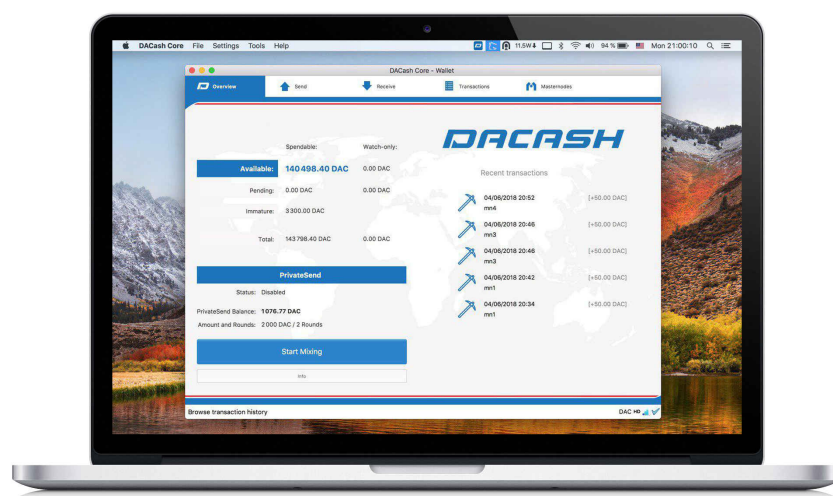 DACash Core File Settings Tools Help 11.5W 94 % Mon 21:00:10
DACash Core - Wallet
Overview Send Receive Transactions Masternodes
DACASH
Spendable: Watch-only:
Available: 140 498.40 DAC 0.00 DAC
Pending: 0.00 DAC 0.00 DAC
Immature: 3 300.00 DAC
Total: 143 798.40 DAC 0.00 DAC
PrivateSend
Status: Disabled
PrivateSend Balance: 1 076.77 DAC
Amount and Rounds: 2 000 DAC / 2 Rounds
Start Mixing
Info
Recent transactions
04/06/2018 20:52 [+50.00 DAC]
mn4
04/06/2018 20:46 [+50.00 DAC]
mn3
04/06/2018 20:46 [+50.00 DAC]
mn3
04/06/2018 20:42 [+50.00 DAC]
mn1
04/06/2018 20:34 [+50.00 DAC]
mn1
Browse transaction history DAC HD